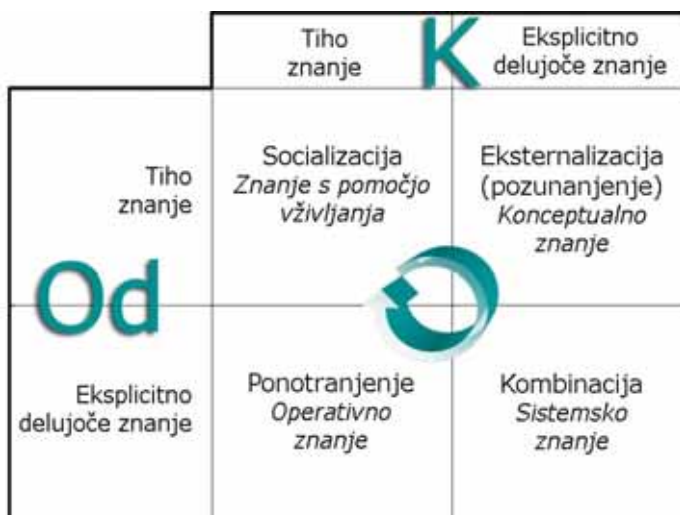 Tiho
znanje
K
Eksplicitno
delujoče znanje
Tiho
znanje
Socializacija
Znanje s pomočjo
vživljanja
Eksternalizacija
(pozunanjenje)
Konceptualno
znanje
Od
Eksplicitno
delujoče znanje
Ponotranjenje
Operativno
znanje
Kombinacija
Sistemsko
znanje